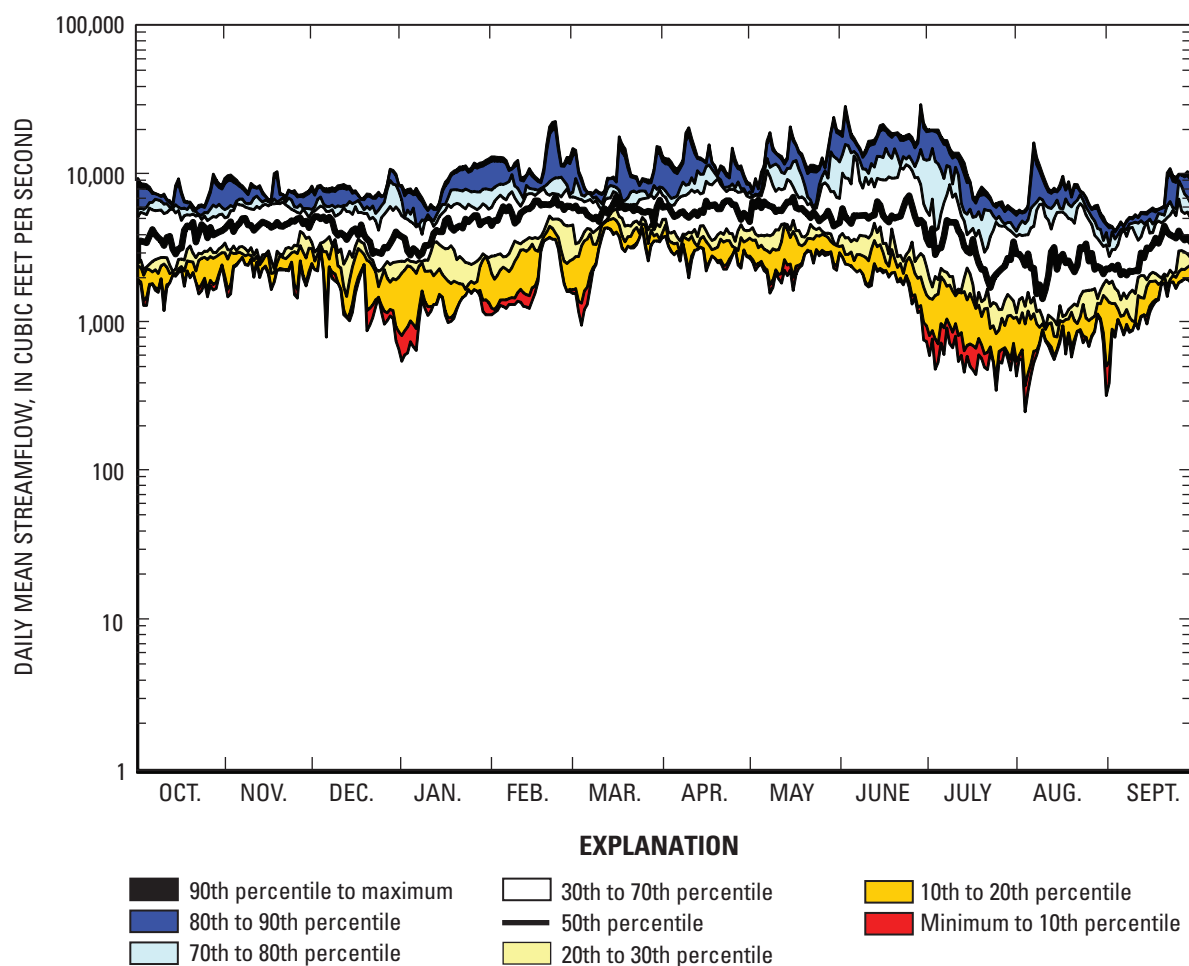 DAILY MEAN STREAMFLOW, IN CUBIC FEET PER SECOND
100,000
10,000
1,000
100
10
1
OCT. NOV. DEC. JAN. FEB. MAR. APR. MAY JUNE JULY AUG. SEPT.
EXPLANATION
90th percentile to maximum
80th to 90th percentile
70th to 80th percentile
30th to 70th percentile
50th percentile
20th to 30th percentile
10th to 20th percentile
Minimum to 10th percentile